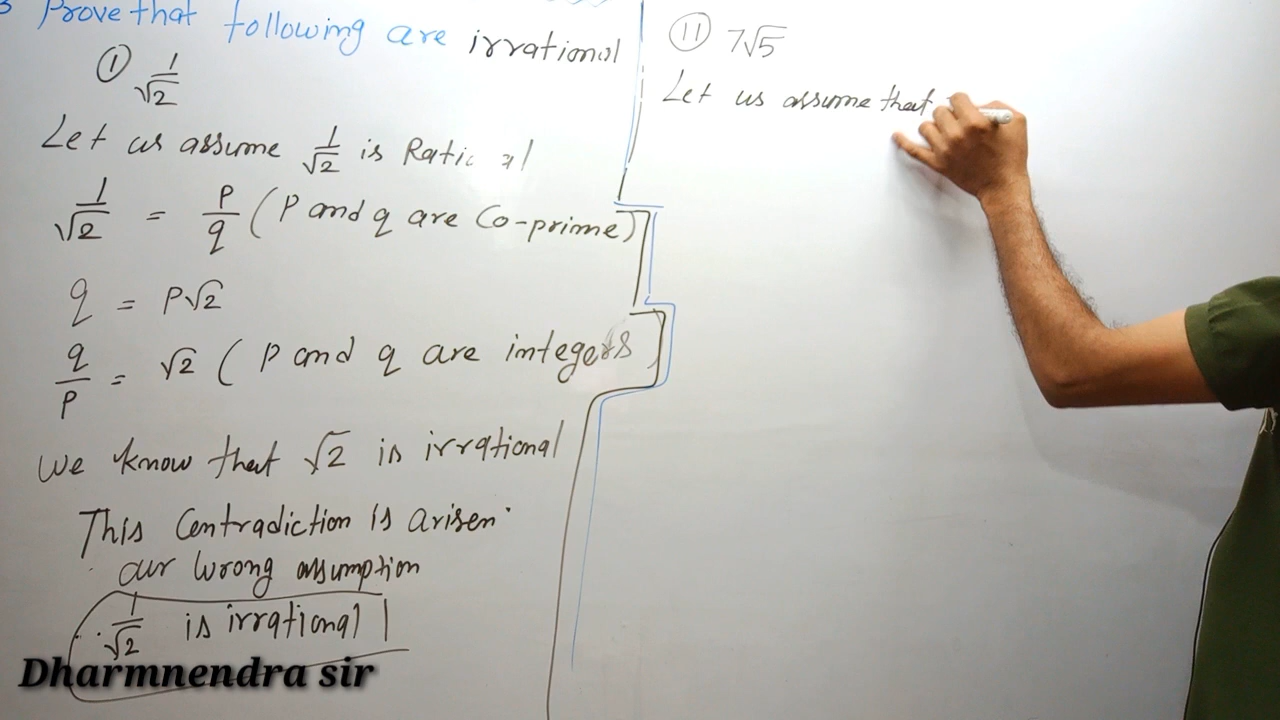 Prove that following are irrational
① 1/√2
Let us assume 1/√2 is
1/√2 = P/q (P and q are Co-prime)
q = P√2
q/P = √2 ( P and q are integers )
We know that √2 is irrational
This Contradiction is arisen
our wrong assumption
1/√2 is irrational
Dharmnendra sir
⑪ 7√5
Let us assume that